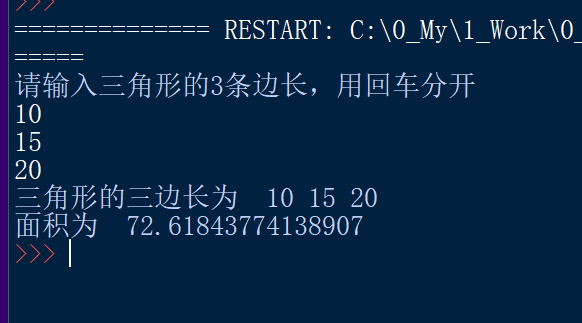 >>>
============== RESTART: C:\0_My\1_Work\0_
=====
请输入三角形的3条边长，用回车分开
10
15
20
三角形的三边长为  10 15 20
面积为  72.61843774138907
>>>